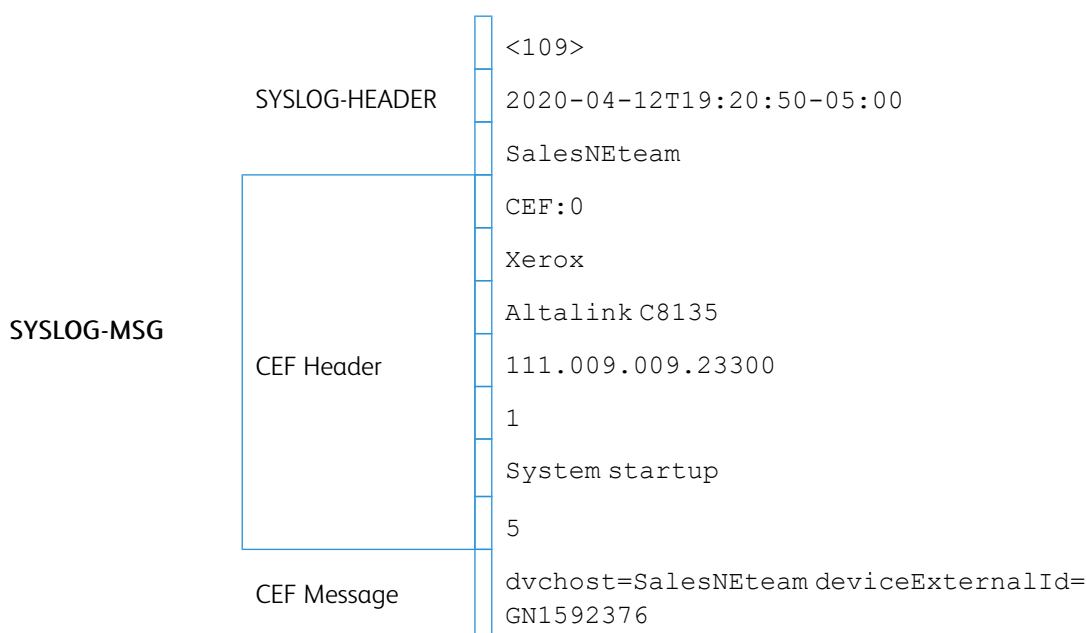 <109>
SYSLOG-HEADER
2020-04-12T19:20:50-05:00
SalesNEteam
CEF:0
Xerox
Altalink C8135
SYSLOG-MSG
CEF Header
111.009.009.23300
1
System startup
5
CEF Message
dvchost=SalesNEteam deviceExternalId=
GN1592376